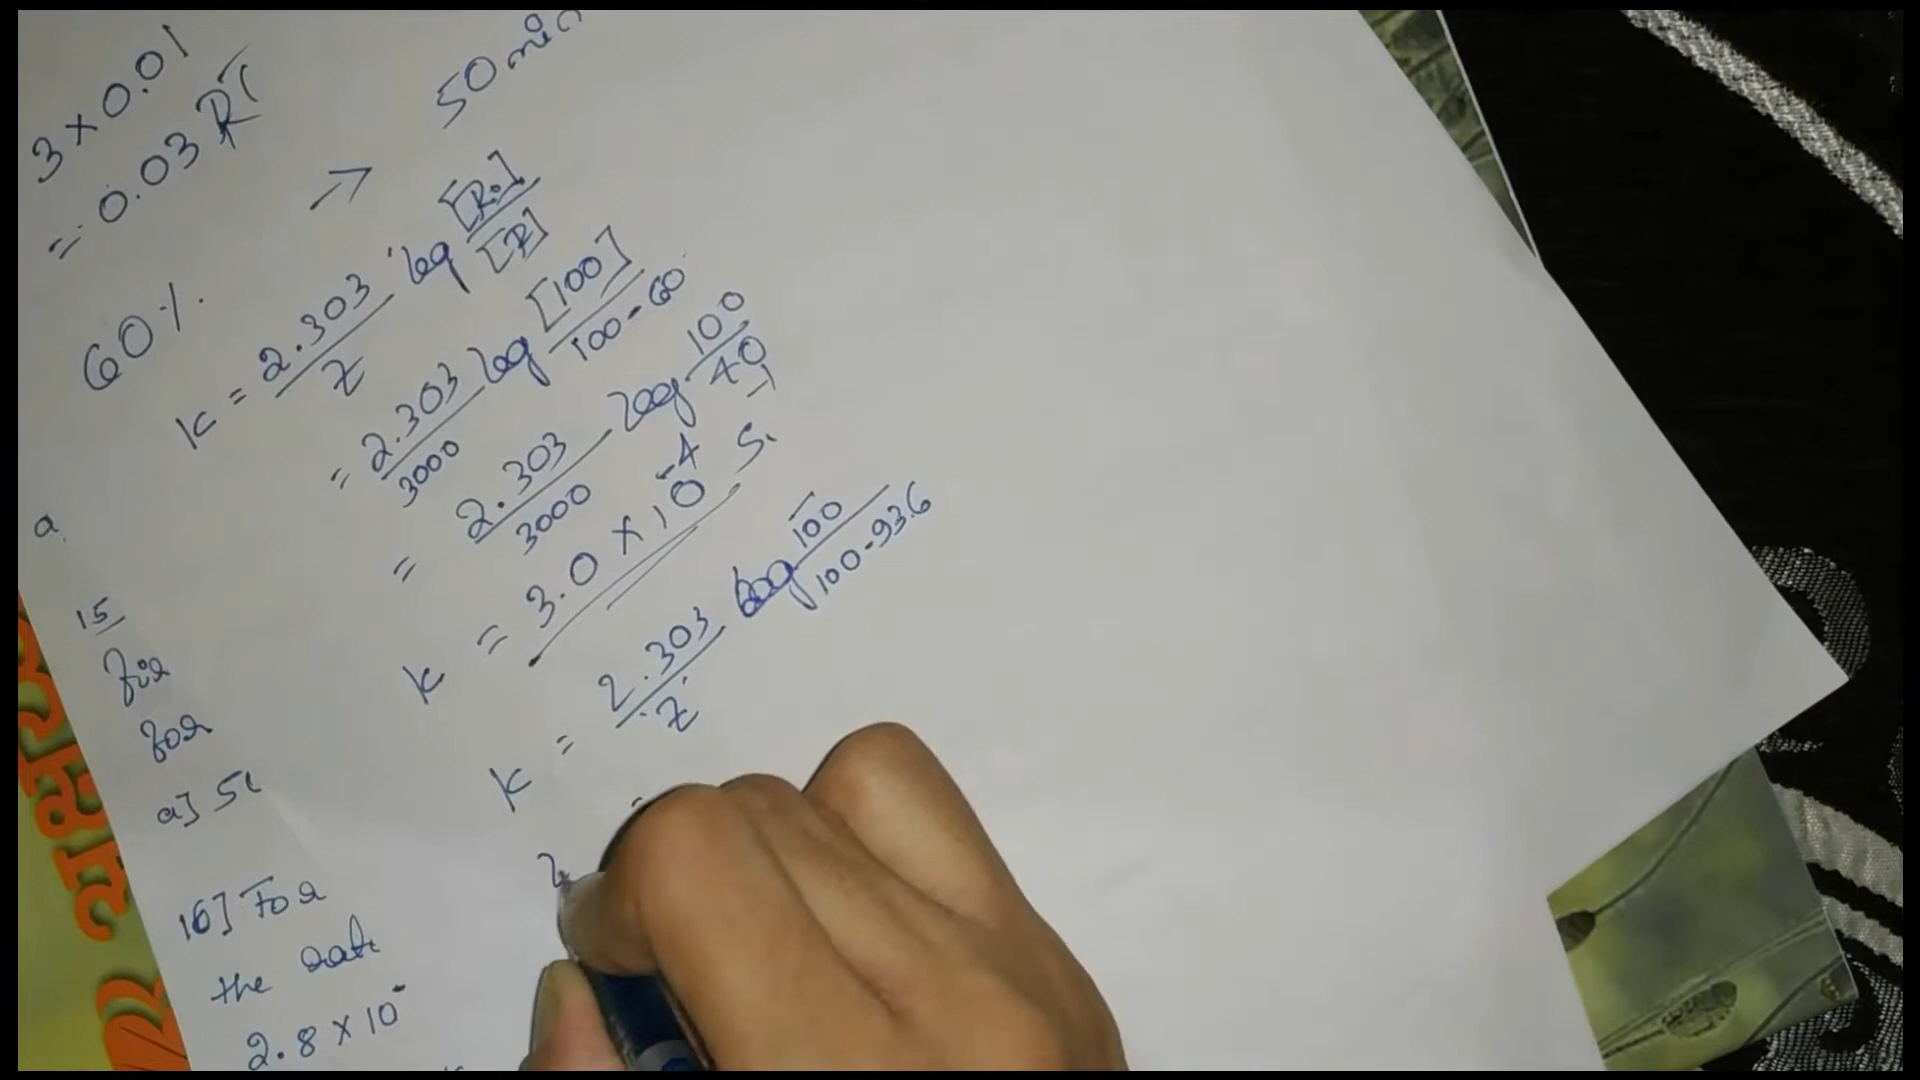 3 × 0.01
= 0.03 RT
60% → 50 min
k = 2.303/t log [R0]/[R]
= 2.303/3000 log [100]/100-60
= 2.303/3000 log 100/40
k = 3.0 × 10^-4 S^-1
k = 2.303/t log 100/100-93.6
=
a
15
for
a]
16] For
the rate
2.8 × 10^-